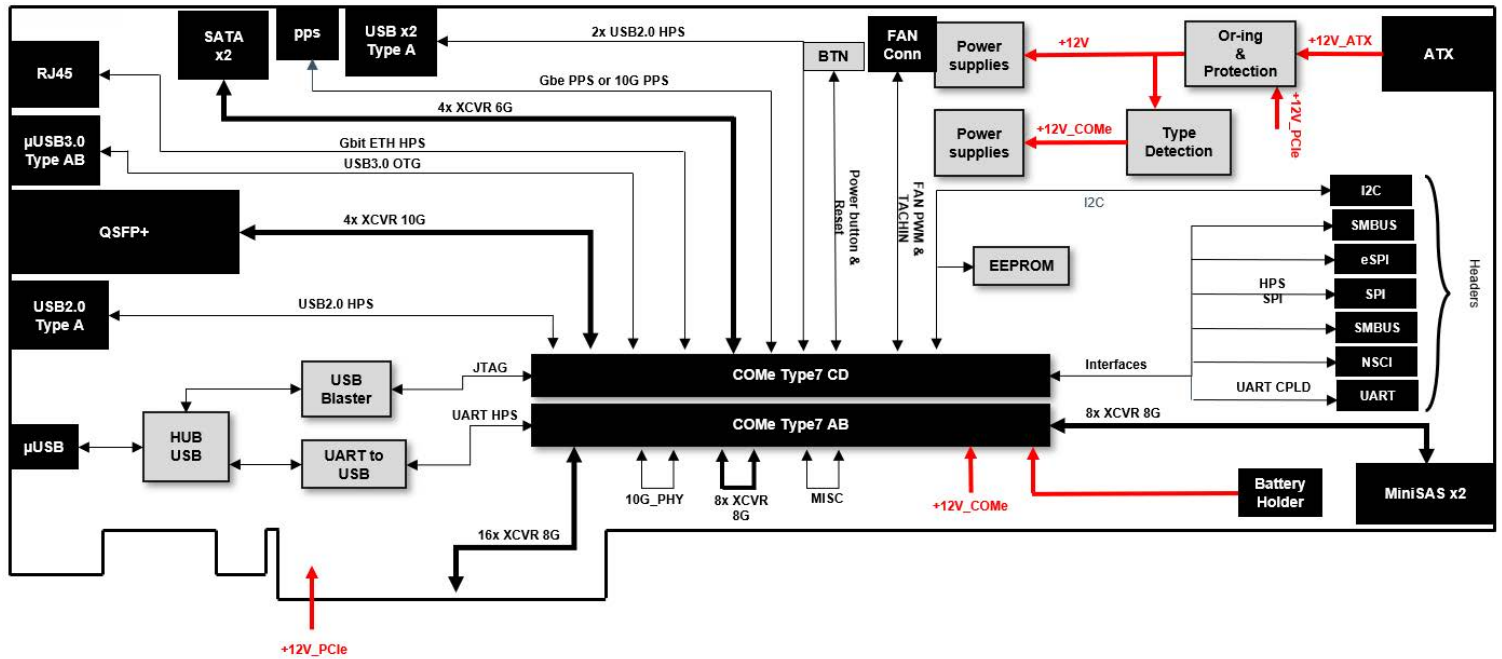 SATA
x2
pps
USB x2
Type A
2x USB2.0 HPS
BTN
FAN
Conn
Power
supplies
+12V
Or-ing
&
Protection
+12V_ATX
ATX
RJ45
Gbe PPS or 10G PPS
4x XCVR 6G
+12V_PCIe
µUSB3.0
Type AB
Gbit ETH HPS
USB3.0 OTG
Power
supplies
+12V_COMe
Type
Detection
Power button &
Reset
FAN PWM &
TACHIN
I2C
I2C
QSFP+
4x XCVR 10G
SMBUS
EEPROM
eSPI
HPS
SPI
SPI
Headers
USB2.0
Type A
USB2.0 HPS
SMBUS
NSCI
JTAG
COMe Type7 CD
Interfaces
USB
Blaster
UART CPLD
UART
UART HPS
COMe Type7 AB
8x XCVR 8G
µUSB
HUB
USB
UART to
USB
10G_PHY
8x XCVR
8G
MISC
+12V_COMe
Battery
Holder
MiniSAS x2
16x XCVR 8G
+12V_PCIe